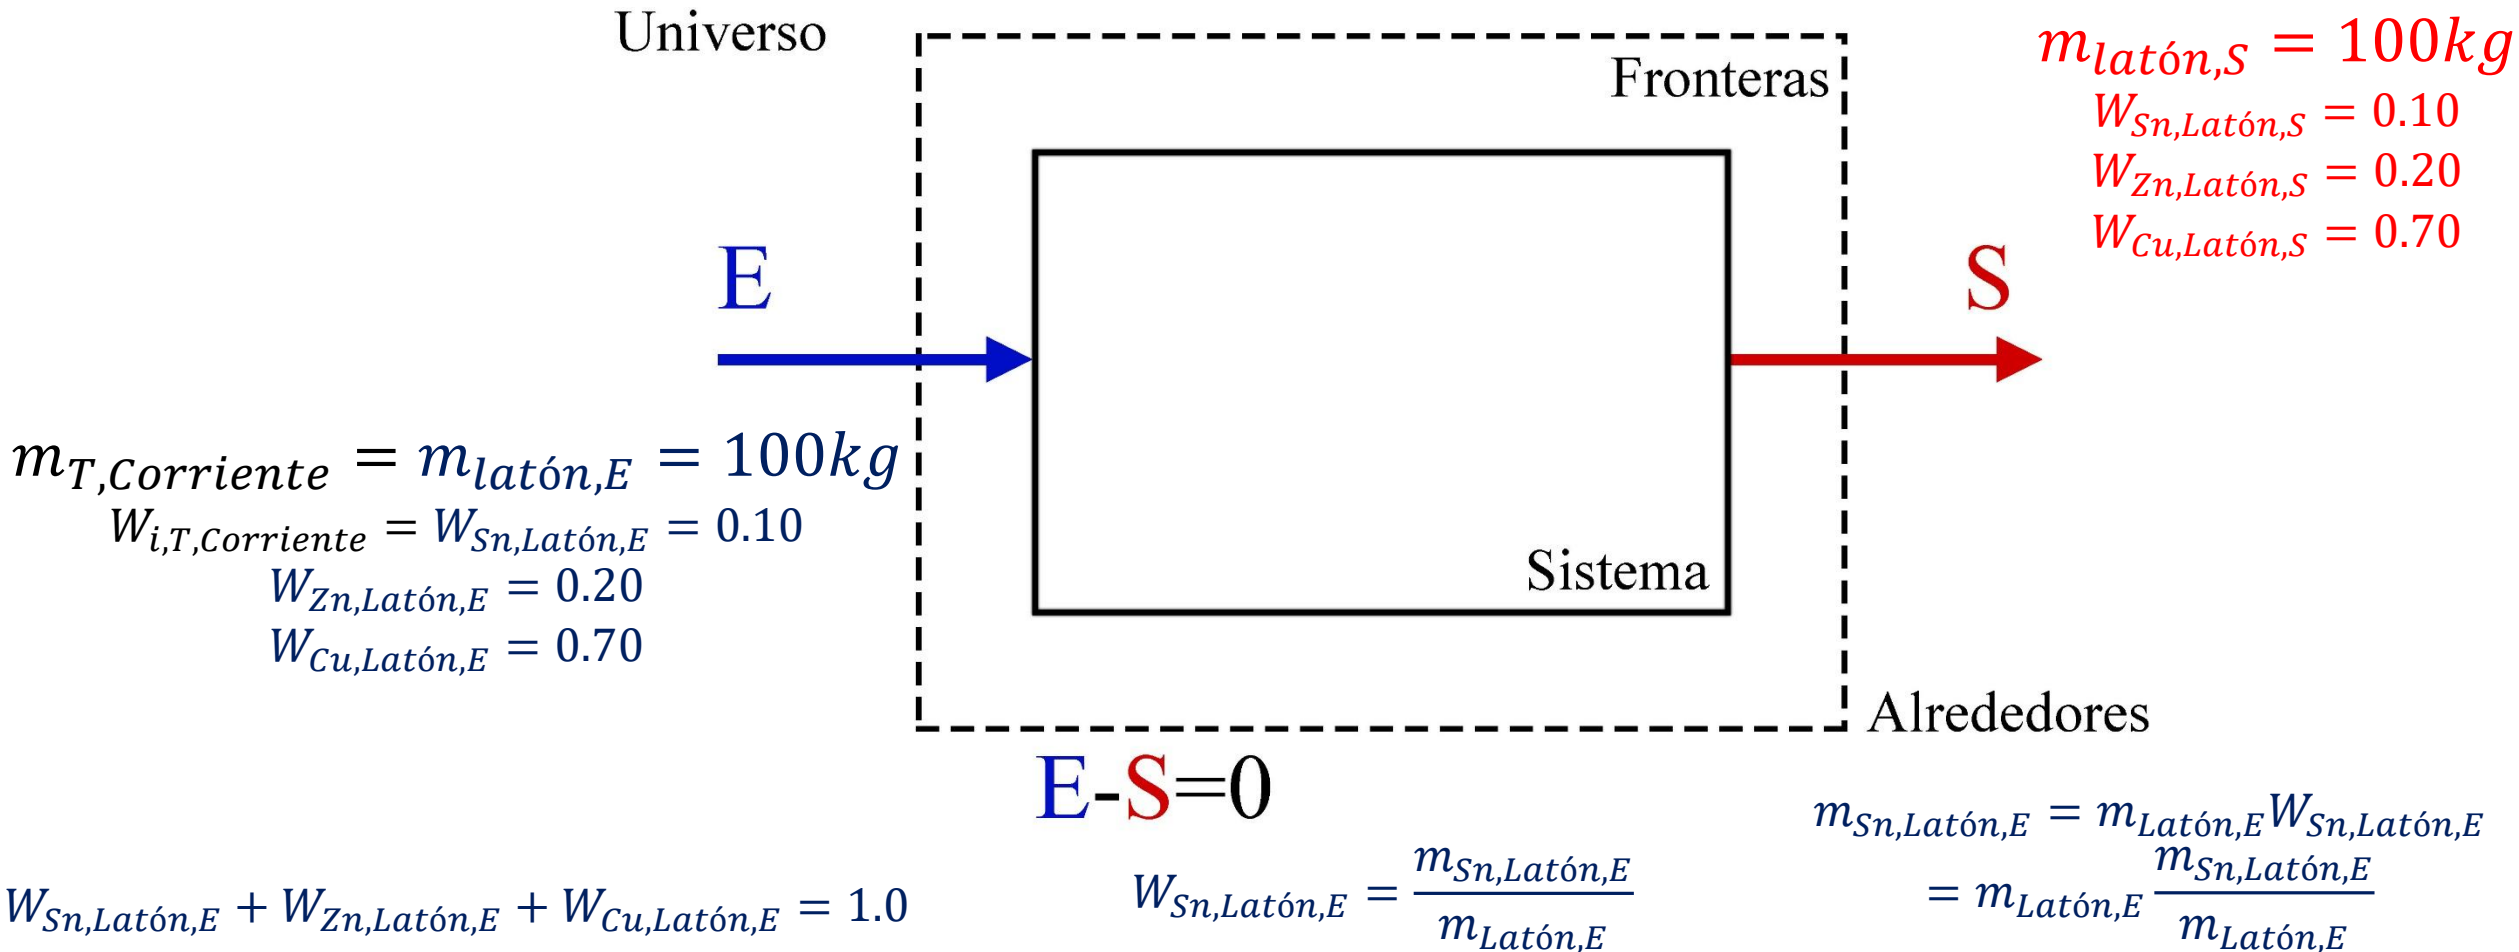 Universo
Fronteras
m_{latón,S} = 100kg
W_{Sn,Latón,S} = 0.10
W_{Zn,Latón,S} = 0.20
W_{Cu,Latón,S} = 0.70
E
S
m_{T,Corriente} = m_{latón,E} = 100kg
W_{i,T,Corriente} = W_{Sn,Latón,E} = 0.10
W_{Zn,Latón,E} = 0.20
W_{Cu,Latón,E} = 0.70
Sistema
Alrededores
E-S=0
W_{Sn,Latón,E} + W_{Zn,Latón,E} + W_{Cu,Latón,E} = 1.0
W_{Sn,Latón,E} = \frac{m_{Sn,Latón,E}}{m_{Latón,E}}
m_{Sn,Latón,E} = m_{Latón,E}W_{Sn,Latón,E}
= m_{Latón,E} \frac{m_{Sn,Latón,E}}{m_{Latón,E}}